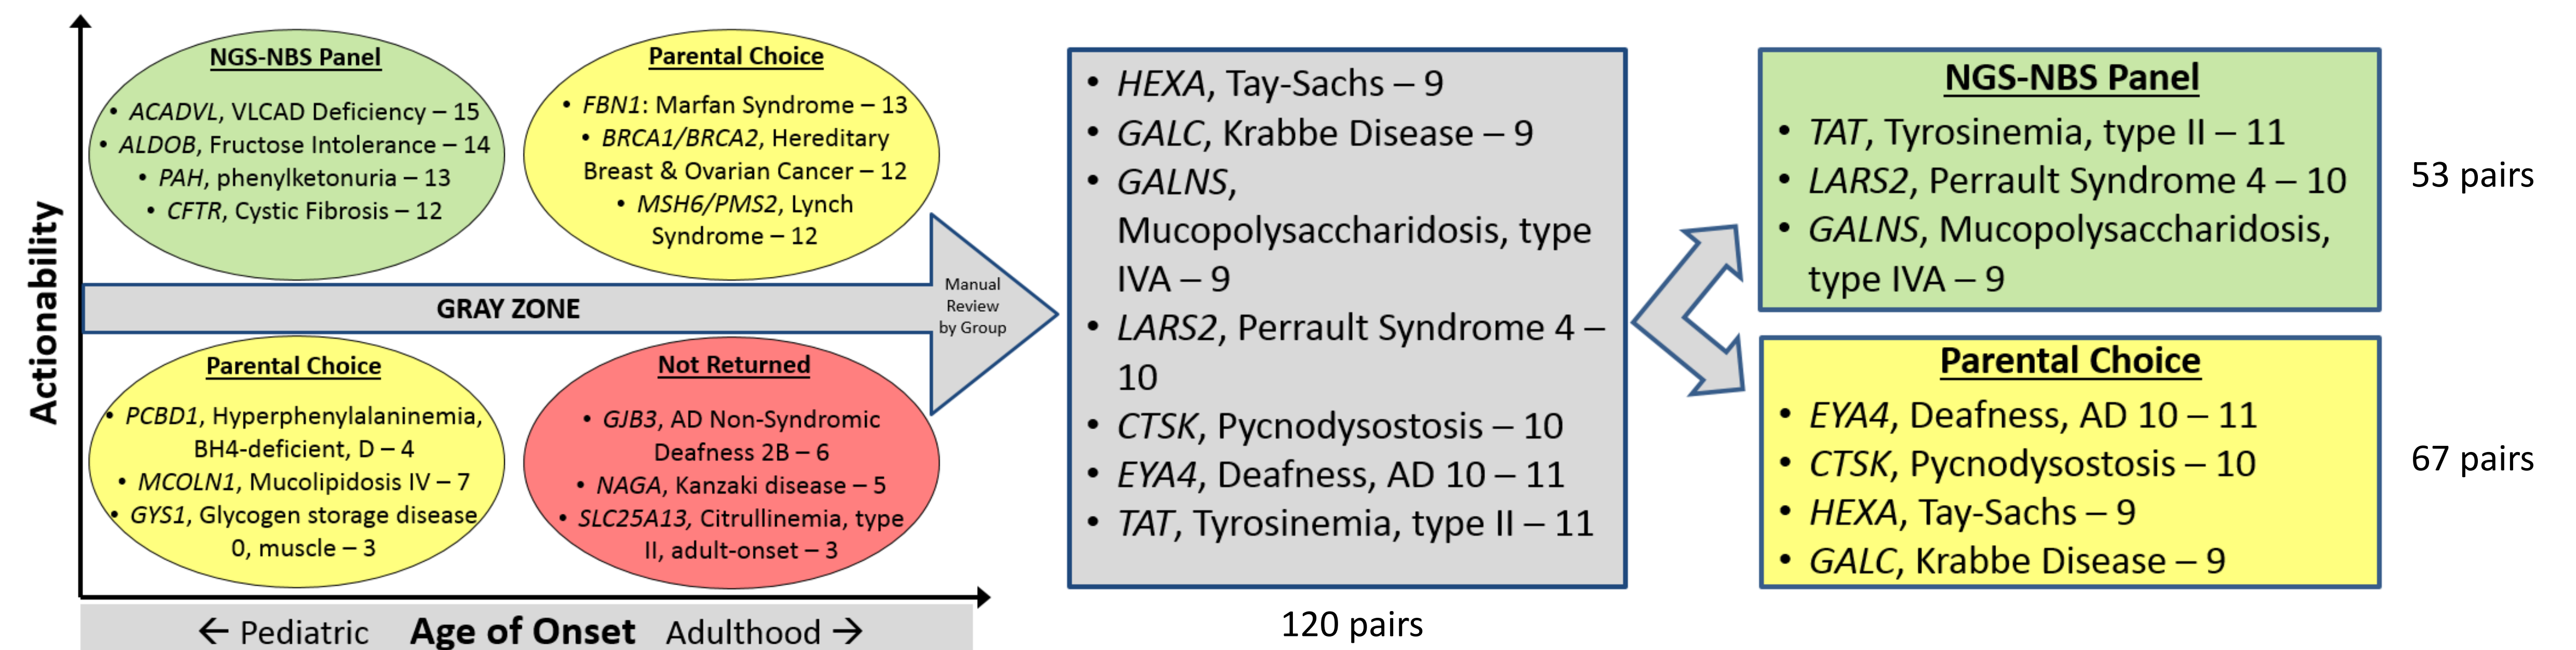 Actionability
NGS-NBS Panel
• ACADVL, VLCAD Deficiency – 15
• ALDOB, Fructose Intolerance – 14
• PAH, phenylketonuria – 13
• CFTR, Cystic Fibrosis – 12
Parental Choice
• FBN1: Marfan Syndrome – 13
• BRCA1/BRCA2, Hereditary
Breast & Ovarian Cancer – 12
• MSH6/PMS2, Lynch
Syndrome – 12
GRAY ZONE
Manual
Review
by Group
Parental Choice
• PCBD1, Hyperphenylalaninemia,
BH4-deficient, D – 4
• MCOLN1, Mucolipidosis IV – 7
• GYS1, Glycogen storage disease
0, muscle – 3
Not Returned
• GJB3, AD Non-Syndromic
Deafness 2B – 6
• NAGA, Kanzaki disease – 5
• SLC25A13, Citrullinemia, type
II, adult-onset – 3
← Pediatric Age of Onset Adulthood →
• HEXA, Tay-Sachs – 9
• GALC, Krabbe Disease – 9
• GALNS,
Mucopolysaccharidosis, type
IVA – 9
• LARS2, Perrault Syndrome 4 –
10
• CTSK, Pycnodysostosis – 10
• EYA4, Deafness, AD 10 – 11
• TAT, Tyrosinemia, type II – 11
120 pairs
NGS-NBS Panel
• TAT, Tyrosinemia, type II – 11
• LARS2, Perrault Syndrome 4 – 10
• GALNS, Mucopolysaccharidosis,
type IVA – 9
53 pairs
Parental Choice
• EYA4, Deafness, AD 10 – 11
• CTSK, Pycnodysostosis – 10
• HEXA, Tay-Sachs – 9
• GALC, Krabbe Disease – 9
67 pairs